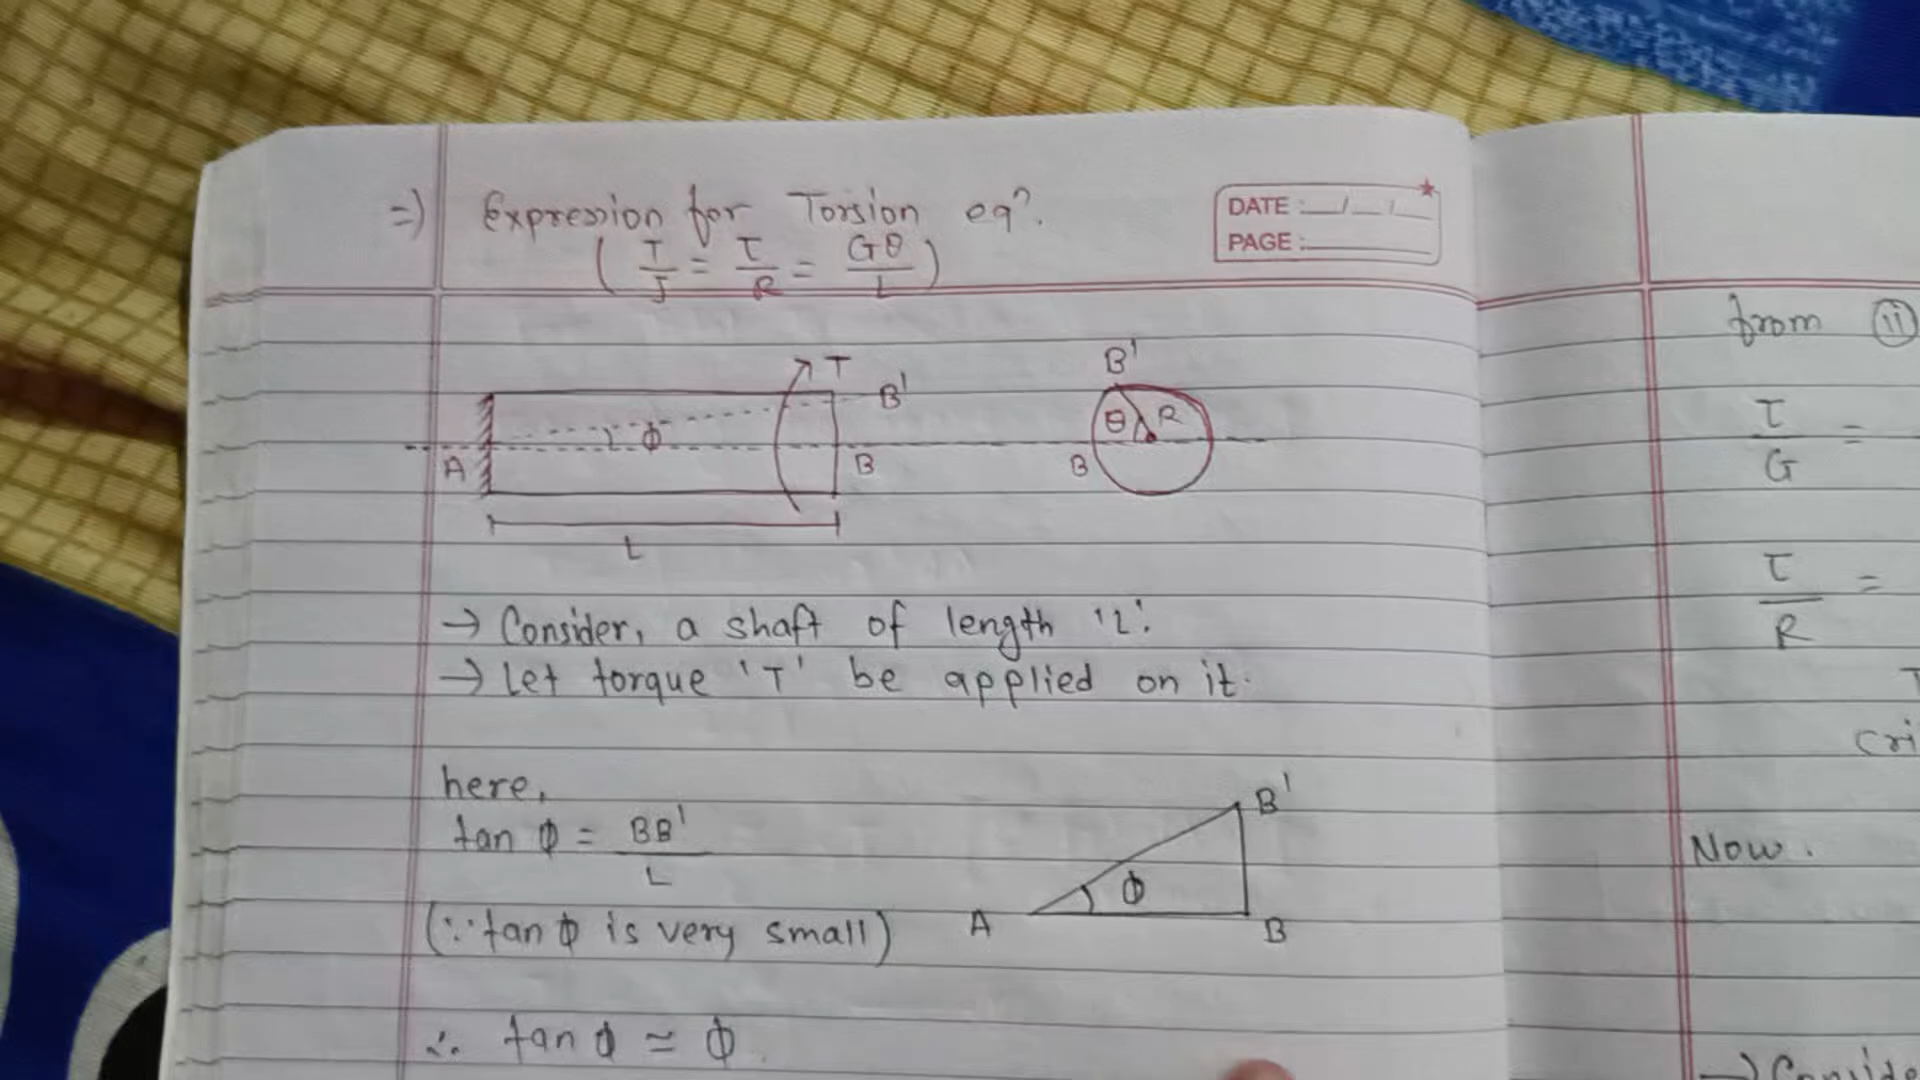 => Expression for Torsion eqn.
( T/J = τ/R = Gθ/L )
DATE : / /
PAGE :
T
B'
ϕ
A
B
L
B'
θ R
B
→ Consider, a shaft of length 'L'.
→ Let torque 'T' be applied on it.
here,
tan ϕ = BB'/L
(∵ tan ϕ is very small)
∴ tan ϕ ≃ ϕ
B'
ϕ
A
B
from (ii)
τ/G =
τ/R =
Now.